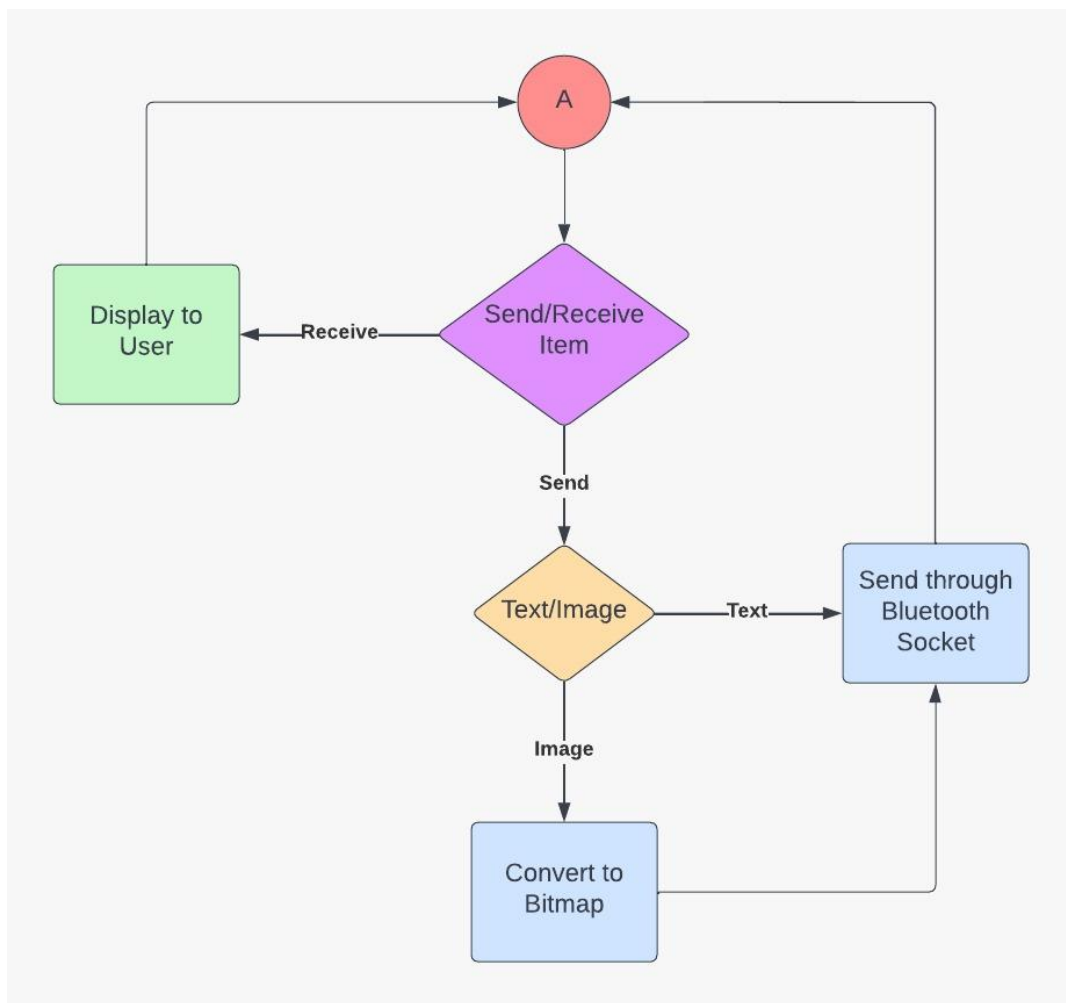 A
Send/Receive
Item
Receive
Display to
User
Send
Text/Image
Text
Send through
Bluetooth
Socket
Image
Convert to
Bitmap